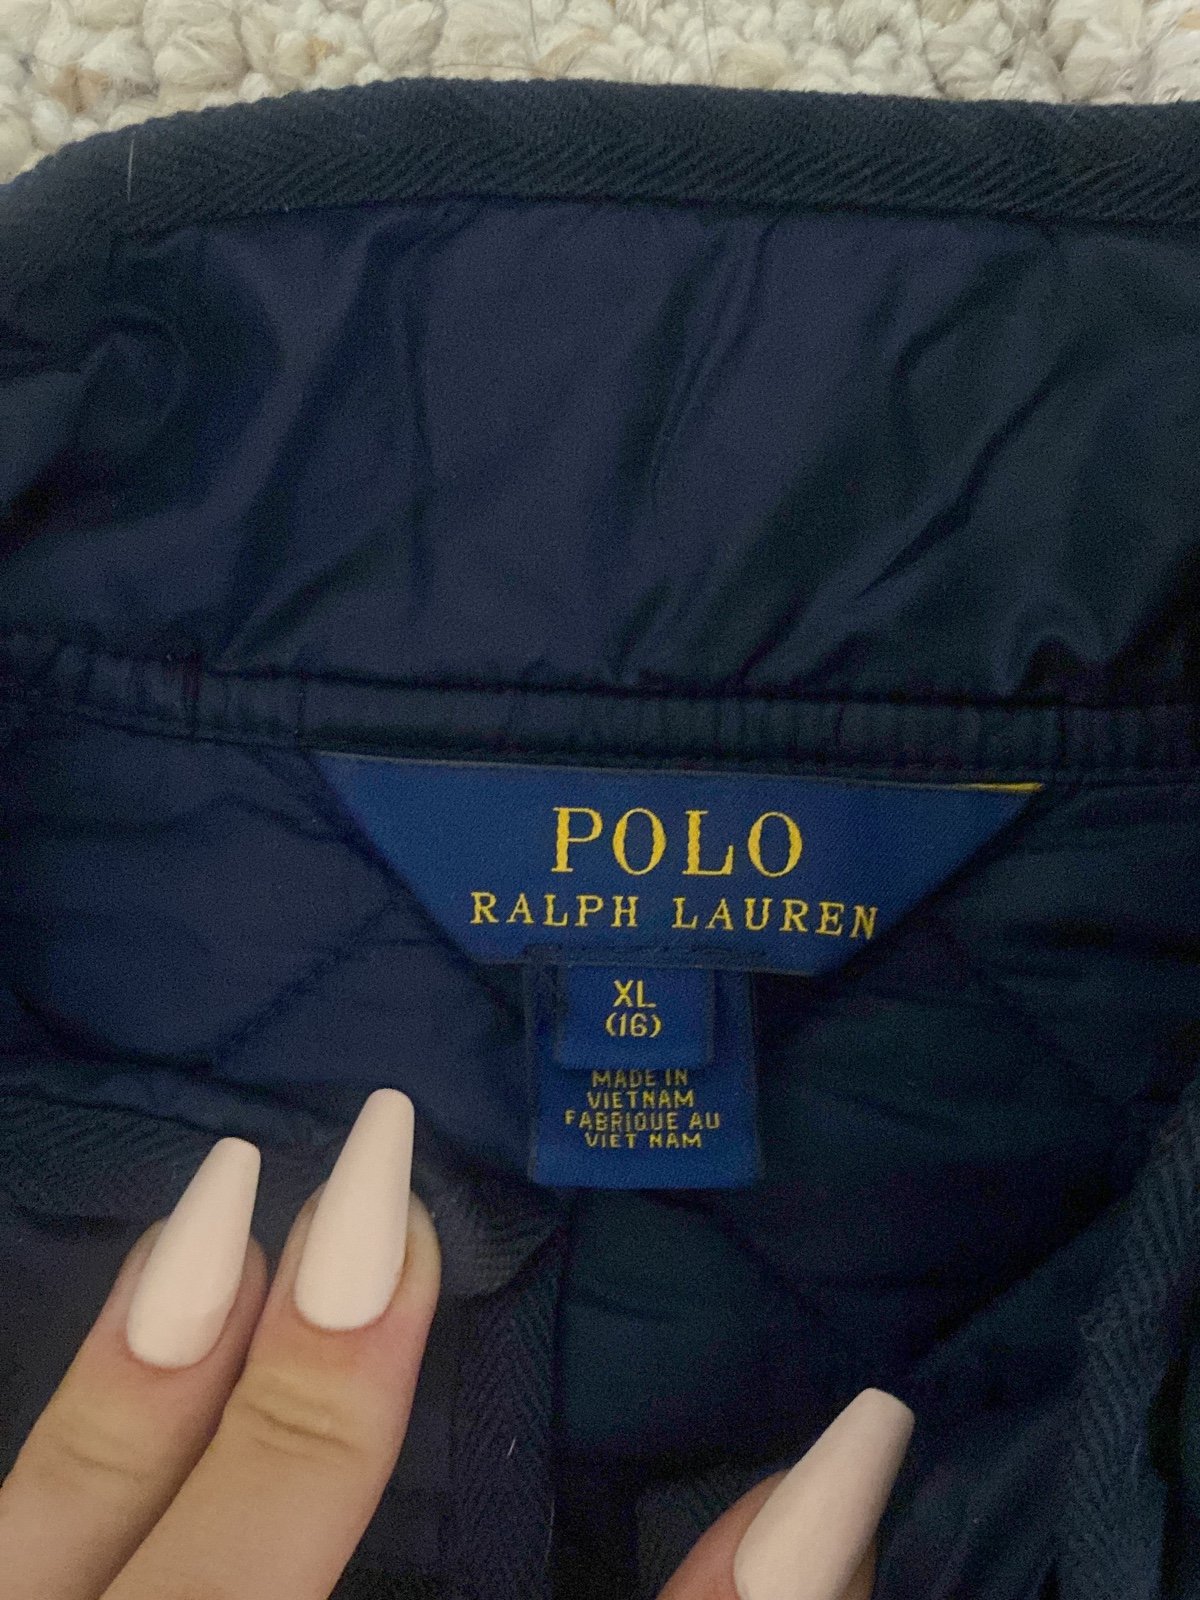 POLO
RALPH LAUREN
XL
(16)
MADE IN
VIETNAM
FABRIQUE AU
VIET NAM